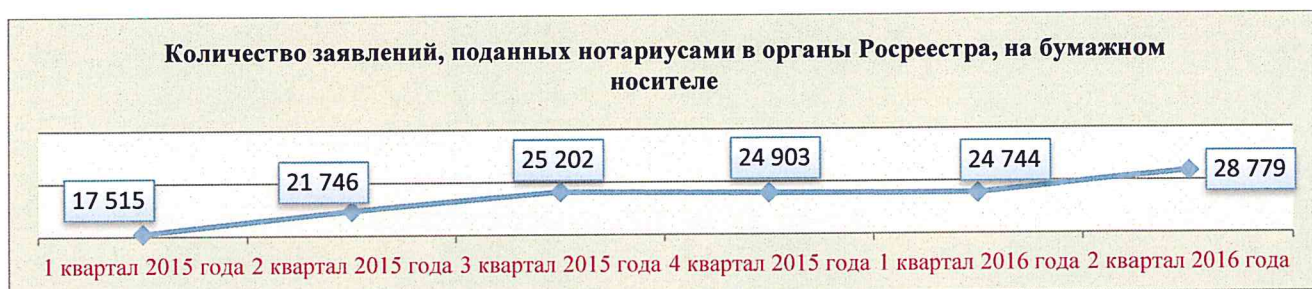 Количество заявлений, поданных нотариусами в органы Росреестра, на бумажном
носителе
17 515
21 746
25 202
24 903
24 744
28 779
1 квартал 2015 года 2 квартал 2015 года 3 квартал 2015 года 4 квартал 2015 года 1 квартал 2016 года 2 квартал 2016 года